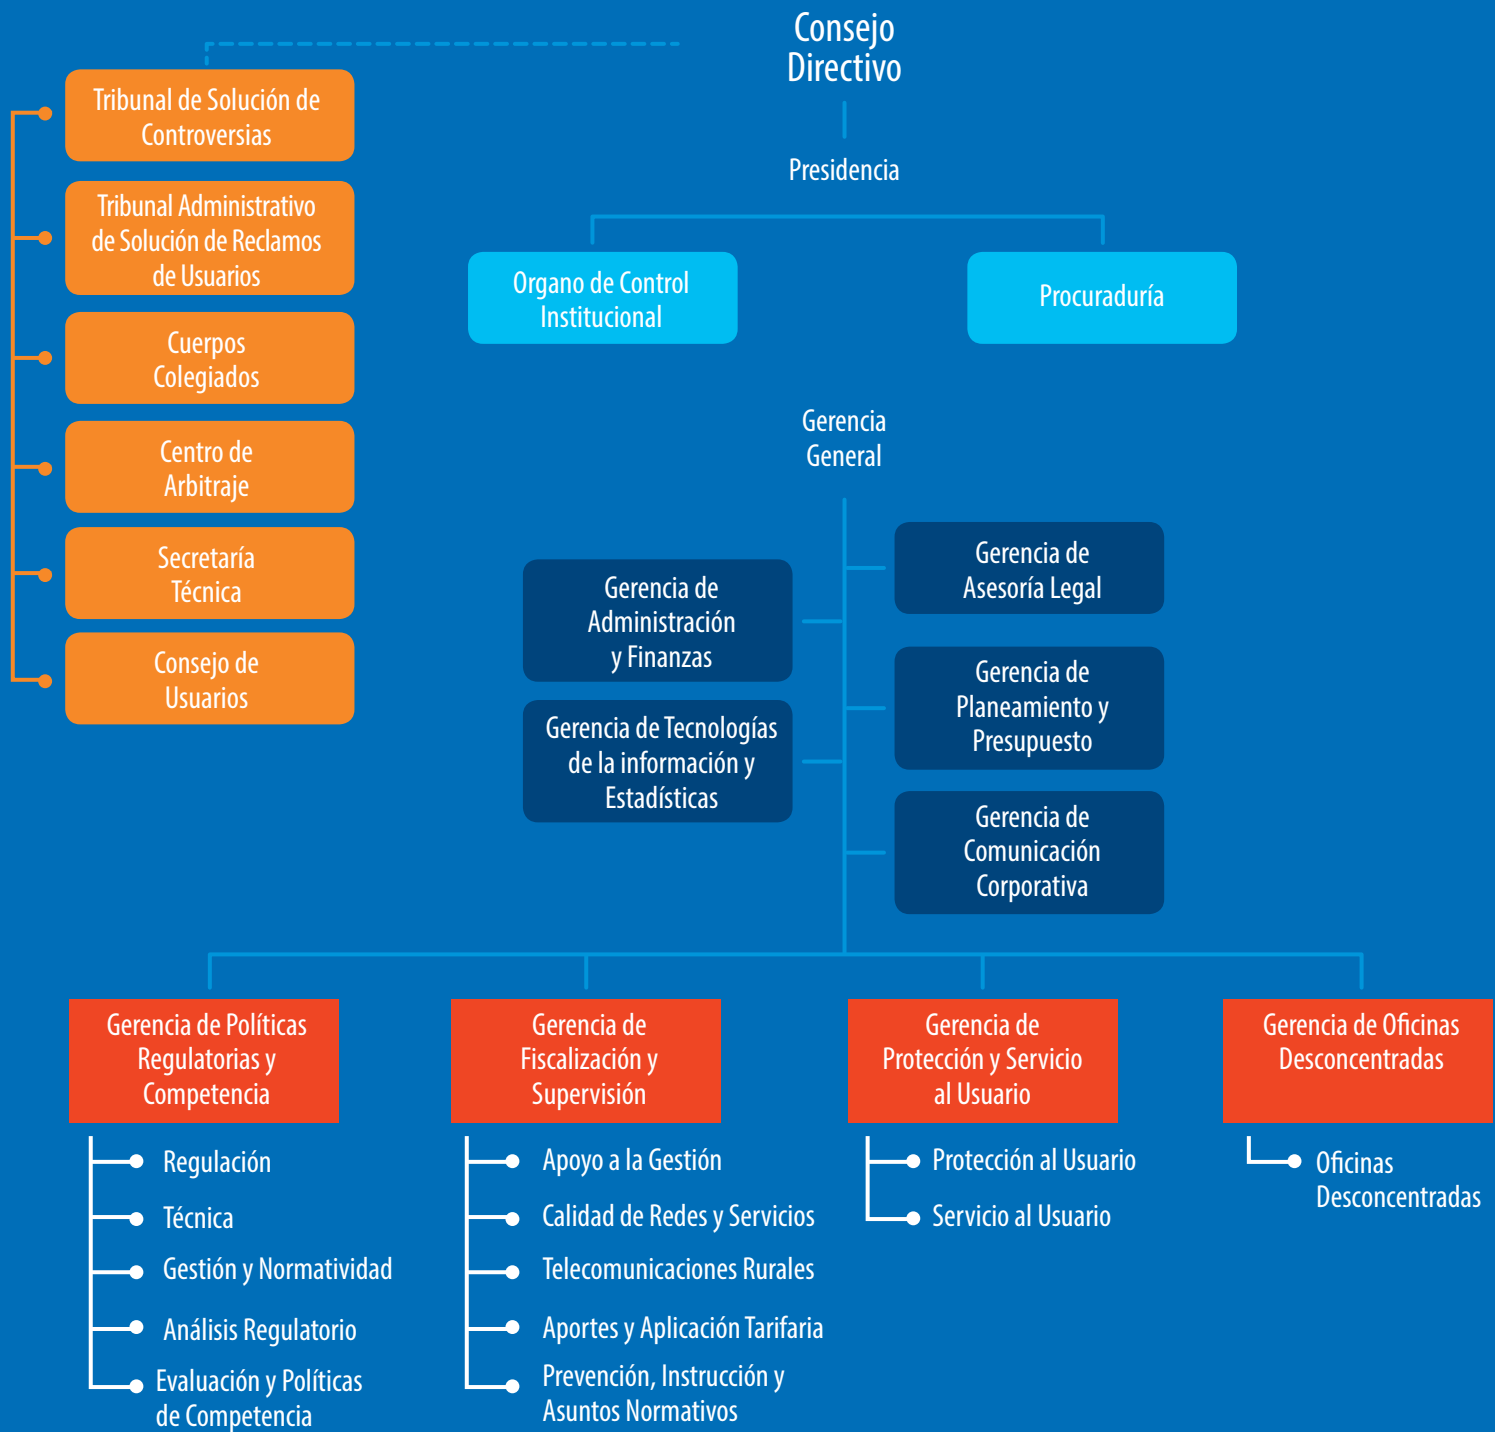 Consejo
Directivo
Presidencia
Tribunal de Solución de
Controversias
Tribunal Administrativo
de Solución de Reclamos
de Usuarios
Cuerpos
Colegiados
Centro de
Arbitraje
Secretaría
Técnica
Consejo de
Usuarios
Organo de Control
Institucional
Procuraduría
Gerencia
General
Gerencia de
Administración
y Finanzas
Gerencia de Tecnologías
de la información y
Estadísticas
Gerencia de
Asesoría Legal
Gerencia de
Planeamiento y
Presupuesto
Gerencia de
Comunicación
Corporativa
Gerencia de Políticas
Regulatorias y
Competencia
Regulación
Técnica
Gestión y Normatividad
Análisis Regulatorio
Evaluación y Políticas
de Competencia
Gerencia de
Fiscalización y
Supervisión
Apoyo a la Gestión
Calidad de Redes y Servicios
Telecomunicaciones Rurales
Aportes y Aplicación Tarifaria
Prevención, Instrucción y
Asuntos Normativos
Gerencia de
Protección y Servicio
al Usuario
Protección al Usuario
Servicio al Usuario
Gerencia de Oficinas
Desconcentradas
Oficinas
Desconcentradas